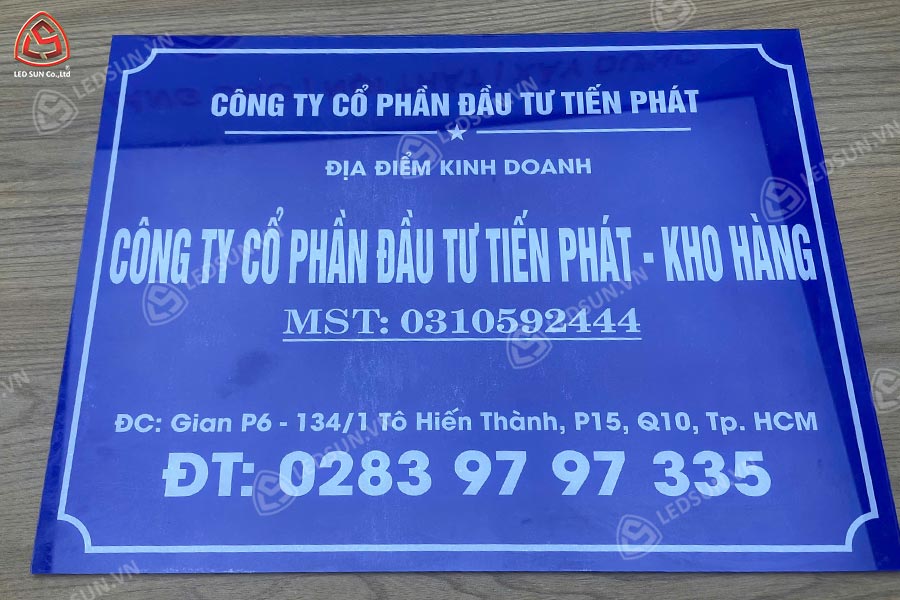 LED SUN Co.,Ltd
CÔNG TY CỔ PHẦN ĐẦU TƯ TIẾN PHÁT
ĐỊA ĐIỂM KINH DOANH
CÔNG TY CỔ PHẦN ĐẦU TƯ TIẾN PHÁT - KHO HÀNG
MST: 0310592444
ĐC: Gian P6 - 134/1 Tô Hiến Thành, P15, Q10, Tp. HCM
ĐT: 0283 97 97 335
LEDSUN.VN